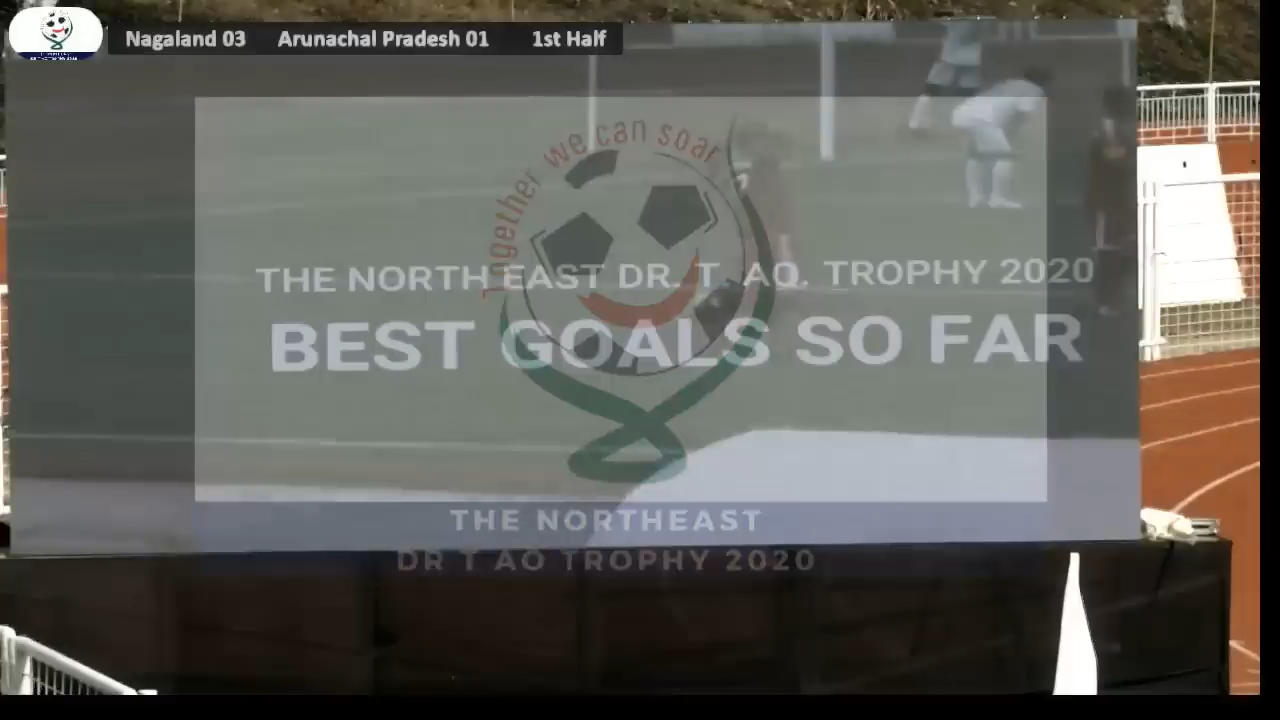 Nagaland 03 Arunachal Pradesh 01 1st Half
Together we can soar
THE NORTH EAST DR. T. AO. TROPHY 2020
BEST GOALS SO FAR
THE NORTHEAST
DR T AO TROPHY 2020